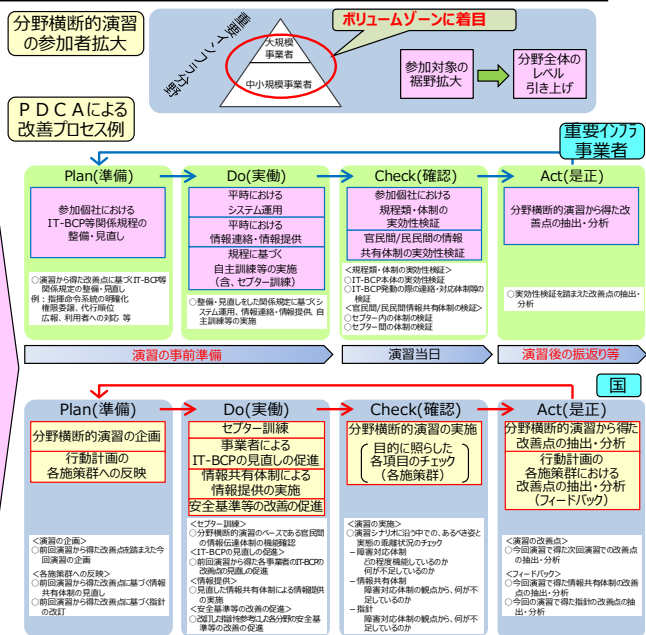 分野横断的演習
の参加者拡大
重要インフラ分野
大規模
事業者
中小規模事業者
ボリュームゾーンに着目
参加対象の
裾野拡大
分野全体の
レベル
引き上げ
PDCAによる
改善プロセス例
重要インフラ
事業者
Plan(準備)
参加個社における
IT-BCP等関係規程の
整備・見直し
○演習から得た改善点に基づくIT-BCP等
関係規定の整備・見直し
例：指揮命令系統の明確化
権限委譲、代行順位
広報、利用者への対応 等
Do(実働)
平時における
システム運用
平時における
情報連絡・情報提供
規程に基づく
自主訓練等の実施
(含、セプター訓練)
○整備・見直しをした関係規定に基づくシ
ステム運用、情報連絡・情報提供、自
主訓練等の実施
Check(確認)
参加個社における
規程類・体制の
実効性検証
官民間/民民間の情報
共有体制の実効性検証
<規程類・体制の実効性検証>
○IT-BCP本体の実効性検証
○IT-BCP発動の際の連絡・対応体制等の
検証
<官民間/民民間情報共有体制の検証>
○セプター内の体制の検証
○セプター間の体制の検証
Act(是正)
分野横断的演習から得た改
善点の抽出・分析
○実効性検証を踏まえた改善点の抽出・
分析
演習の事前準備
演習当日
演習後の振返り等
国
Plan(準備)
分野横断的演習の企画
行動計画の
各施策群への反映
<演習の企画>
○前回演習から得た改善点を踏まえた今
回演習の企画
<各施策群への反映>
○前回演習から得た改善点に基づく情報
共有体制の見直し
○前回演習から得た改善点に基づく指針
の改訂
Do(実働)
セプター訓練
事業者による
IT-BCPの見直しの促進
情報共有体制による
情報提供の実施
安全基準等の改善の促進
<セプター訓練>
○分野横断的演習のベースである官民間
の情報伝達体制の機能確認
<IT-BCPの見直しの促進>
○前回演習から得た各事業者のIT-BCPの
改善点の見直しの促進
<情報提供>
○見直した情報共有体制による情報提供
の実施
<安全基準等の改善の促進>
○改訂した指針を参考にした各分野の安全基
準等の改善の促進
Check(確認)
分野横断的演習の実施
目的に照らした
各項目のチェック
(各施策群)
<演習の実施>
○演習シナリオに沿う中での、あるべき姿と
実態の乖離状況のチェック
－障害対応体制
どの程度機能しているのか
何が不足しているのか
－情報共有体制
障害対応体制の観点から、何が不
足しているのか
－指針
障害対応体制の観点から、何が不
足しているのか
Act(是正)
分野横断的演習から得た
改善点の抽出・分析
行動計画の
各施策群における
改善点の抽出・分析
(フィードバック)
<演習の改善点>
○今回演習で得た次回演習での改善点
の抽出・分析
<フィードバック>
○今回演習で得た情報共有体制の改善
点の抽出・分析
○今回の演習で得た指針の改善点の抽
出・分析